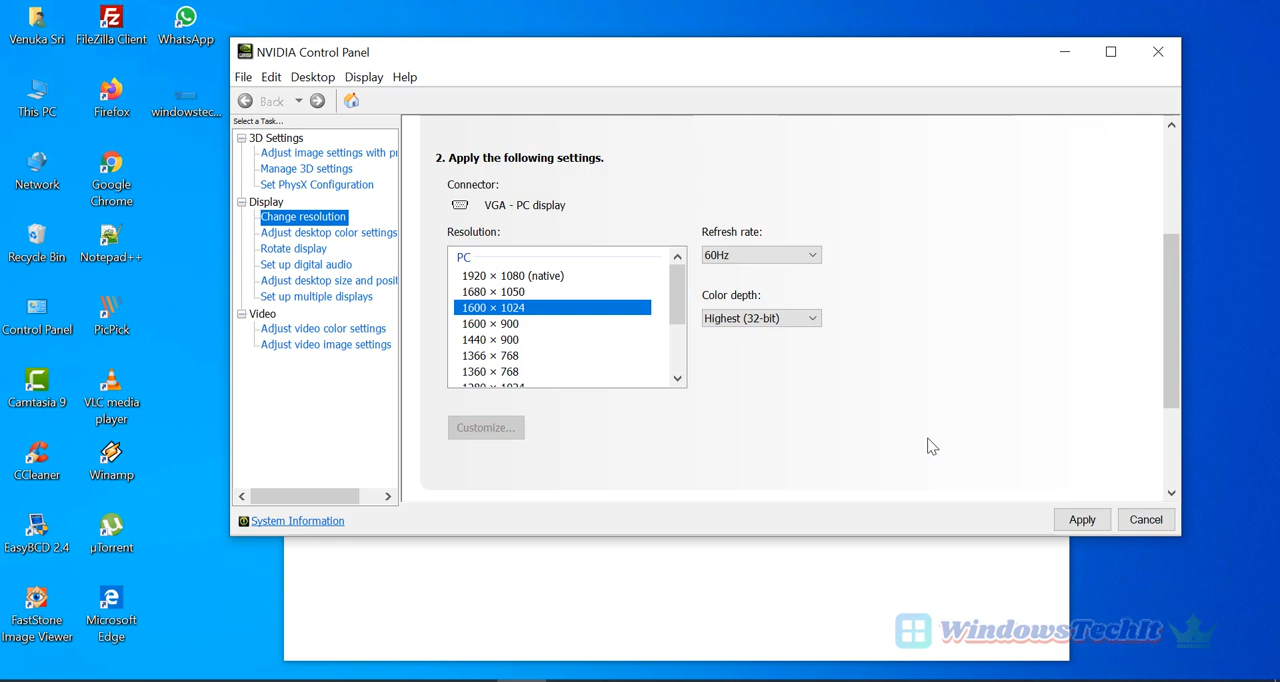 Venuka Sri
FileZilla Client
WhatsApp
This PC
Firefox
windowstec...
Network
Google
Chrome
Recycle Bin
Notepad++
Control Panel
PicPick
Camtasia 9
VLC media
player
CCleaner
Winamp
EasyBCD 2.4
µTorrent
FastStone
Image Viewer
Microsoft
Edge
NVIDIA Control Panel
File Edit Desktop Display Help
Back
Select a Task...
3D Settings
Adjust image settings with pr
Manage 3D settings
Set PhysX Configuration
Display
Change resolution
Adjust desktop color settings
Rotate display
Set up digital audio
Adjust desktop size and posit
Set up multiple displays
Video
Adjust video color settings
Adjust video image settings
System Information
2. Apply the following settings.
Connector:
VGA - PC display
Resolution:
PC
1920 × 1080 (native)
1680 × 1050
1600 × 1024
1600 × 900
1440 × 900
1366 × 768
1360 × 768
1280 × 1024
Customize...
Refresh rate:
60Hz
Color depth:
Highest (32-bit)
Apply
Cancel
WindowsTechIt